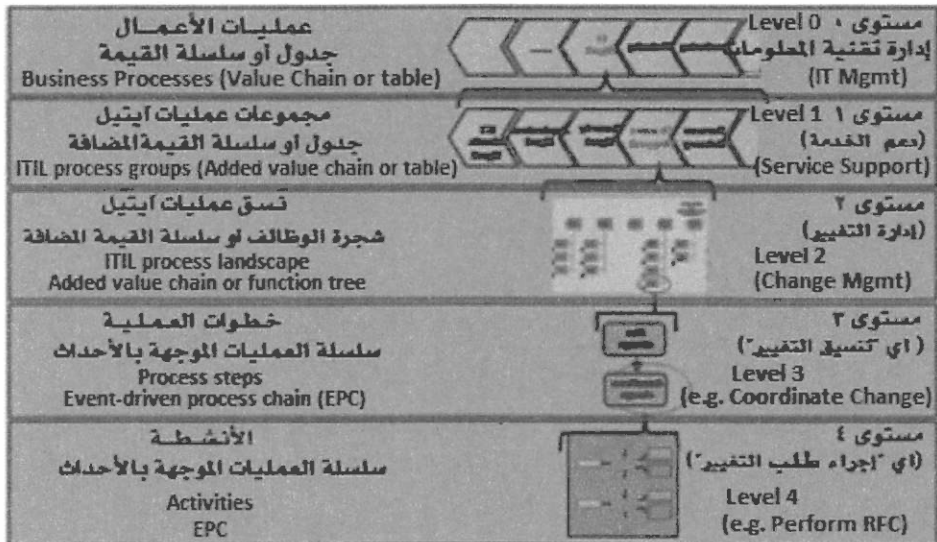 عمليات الأعمال
جدول أو سلسلة القيمة
Business Processes (Value Chain or table)
مستوى ٠ Level 0
إدارة تقنية المعلومات
(IT Mgmt)
مجموعات عمليات آيتيل
جدول أو سلسلة القيمة المضافة
ITIL process groups (Added value chain or table)
مستوى ١ Level 1
(دعم الخدمة)
(Service Support)
نسق عمليات آيتيل
شجرة الوظائف او سلسلة القيمة المضافة
ITIL process landscape
Added value chain or function tree
مستوى ٢
(إدارة التغيير)
Level 2
(Change Mgmt)
خطوات العملية
سلسلة العمليات الموجهة بالأحداث
Process steps
Event-driven process chain (EPC)
مستوى ٣
( اي "تنسيق التغيير")
Level 3
(e.g. Coordinate Change)
الأنشطة
سلسلة العمليات الموجهة بالأحداث
Activities
EPC
مستوى ٤
(اي "إجراء طلب التغيير")
Level 4
(e.g. Perform RFC)